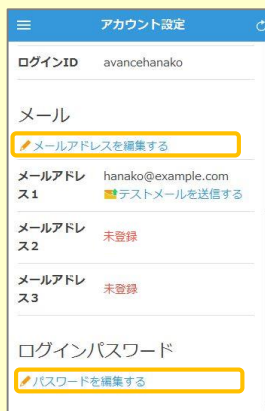 アカウント設定
ログインID avancehanako
メール
メールアドレスを編集する
メールアドレ hanako@example.com
ス1 テストメールを送信する
メールアドレ 未登録
ス2
メールアドレ 未登録
ス3
ログインパスワード
パスワードを編集する